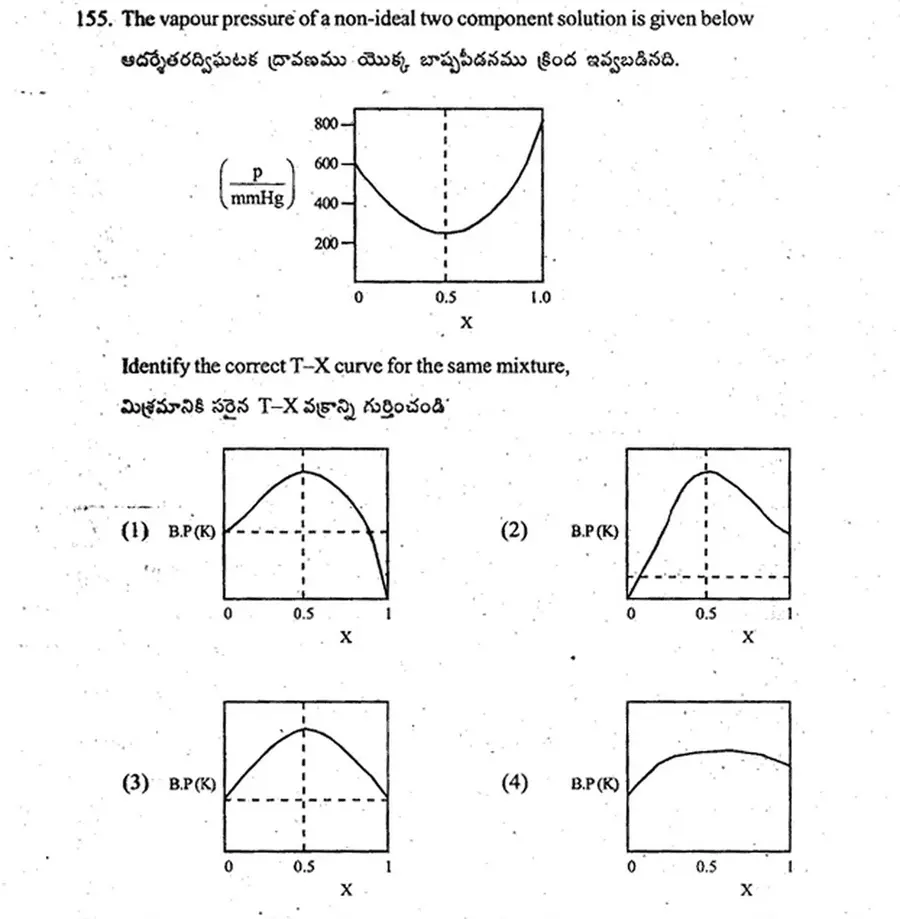 155. The vapour pressure of a non-ideal two component solution is given below
ఆదర్శేతరద్విఘటక ద్రావణము యొక్క బాష్పపీడనము క్రింద ఇవ్వబడినది.
800
600
400
200
p
mmHg
0 0.5 1.0
X
Identify the correct T–X curve for the same mixture,
మిశ్రమానికి సరైన T–X వక్రాన్ని గుర్తించండి
(1) B.P (K)
0 0.5 1
X
(2) B.P (K)
0 0.5 1
X
(3) B.P (K)
0 0.5 1
X
(4) B.P (K)
0 0.5 1
X